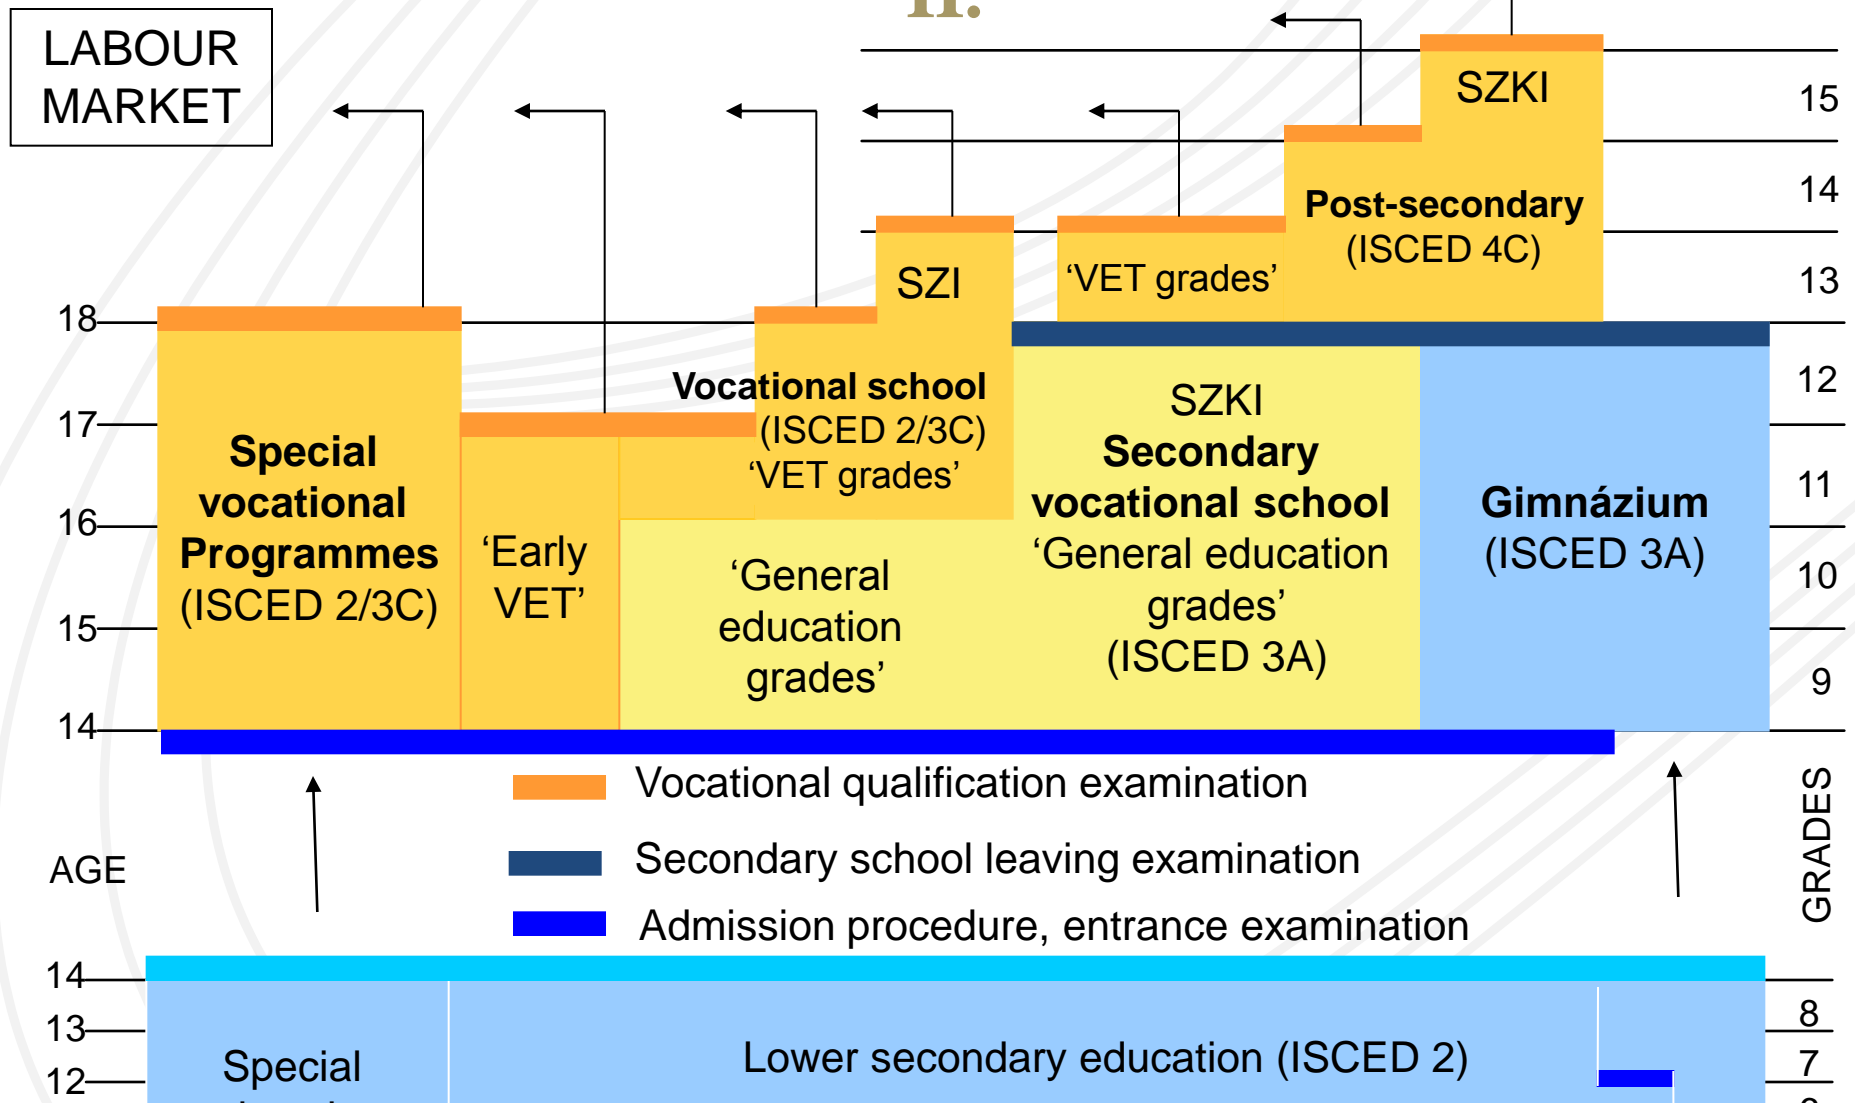 II.
LABOUR
MARKET
SZKI
15
14
Post-secondary
(ISCED 4C)
SZI
‘VET grades’
13
18
Vocational school
(ISCED 2/3C)
‘VET grades’
SZKI
Secondary
vocational school
‘General education
grades’
(ISCED 3A)
12
17
Special
vocational
Programmes
(ISCED 2/3C)
Gimnázium
(ISCED 3A)
11
16
‘Early
VET’
‘General
education
grades’
10
15
9
14
Vocational qualification examination
Secondary school leaving examination
Admission procedure, entrance examination
AGE
GRADES
14
13
12
Special
Lower secondary education (ISCED 2)
8
7